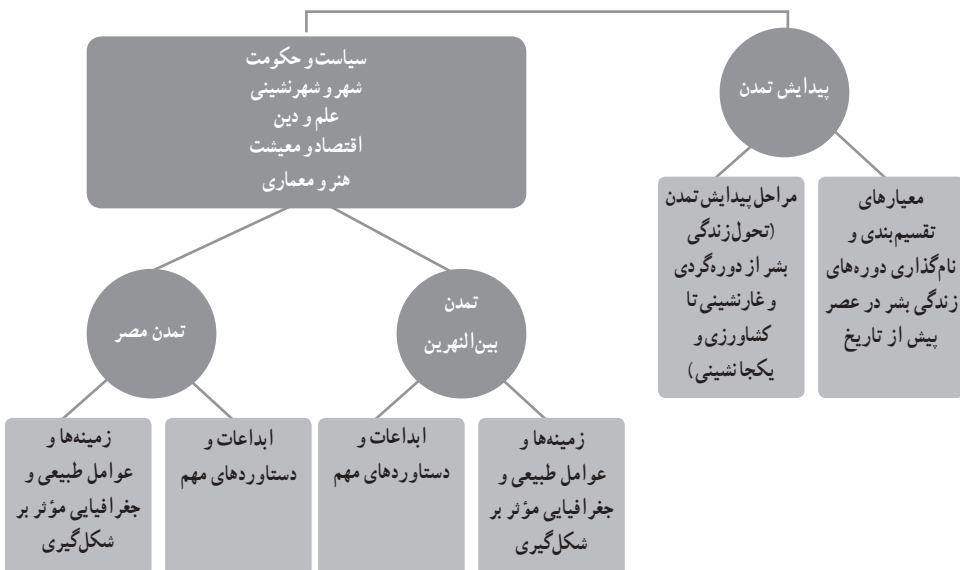 پیدایش تمدن
معیارهای
تقسیم‌بندی و
نام‌گذاری دوره‌های
زندگی بشر در عصر
پیش از تاریخ
مراحل پیدایش تمدن
(تحول زندگی
بشر از دوره‌گردی
و غارنشینی تا
کشاورزی و
یکجانشینی)
سیاست و حکومت
شهر و شهرنشینی
علم و دین
اقتصاد و معیشت
هنر و معماری
تمدن
بین‌النهرین
زمینه‌ها و
عوامل طبیعی و
جغرافیایی مؤثر بر
شکل‌گیری
ابداعات و
دستاوردهای مهم
تمدن مصر
ابداعات و
دستاوردهای مهم
زمینه‌ها و
عوامل طبیعی و
جغرافیایی مؤثر بر
شکل‌گیری